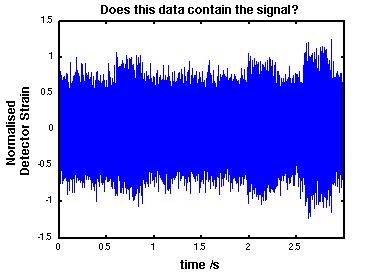 Does this data contain the signal?
1.5
1
0.5
0
-0.5
-1
-1.5
Normalised
Detector Strain
0 0.5 1 1.5 2 2.5
time /s